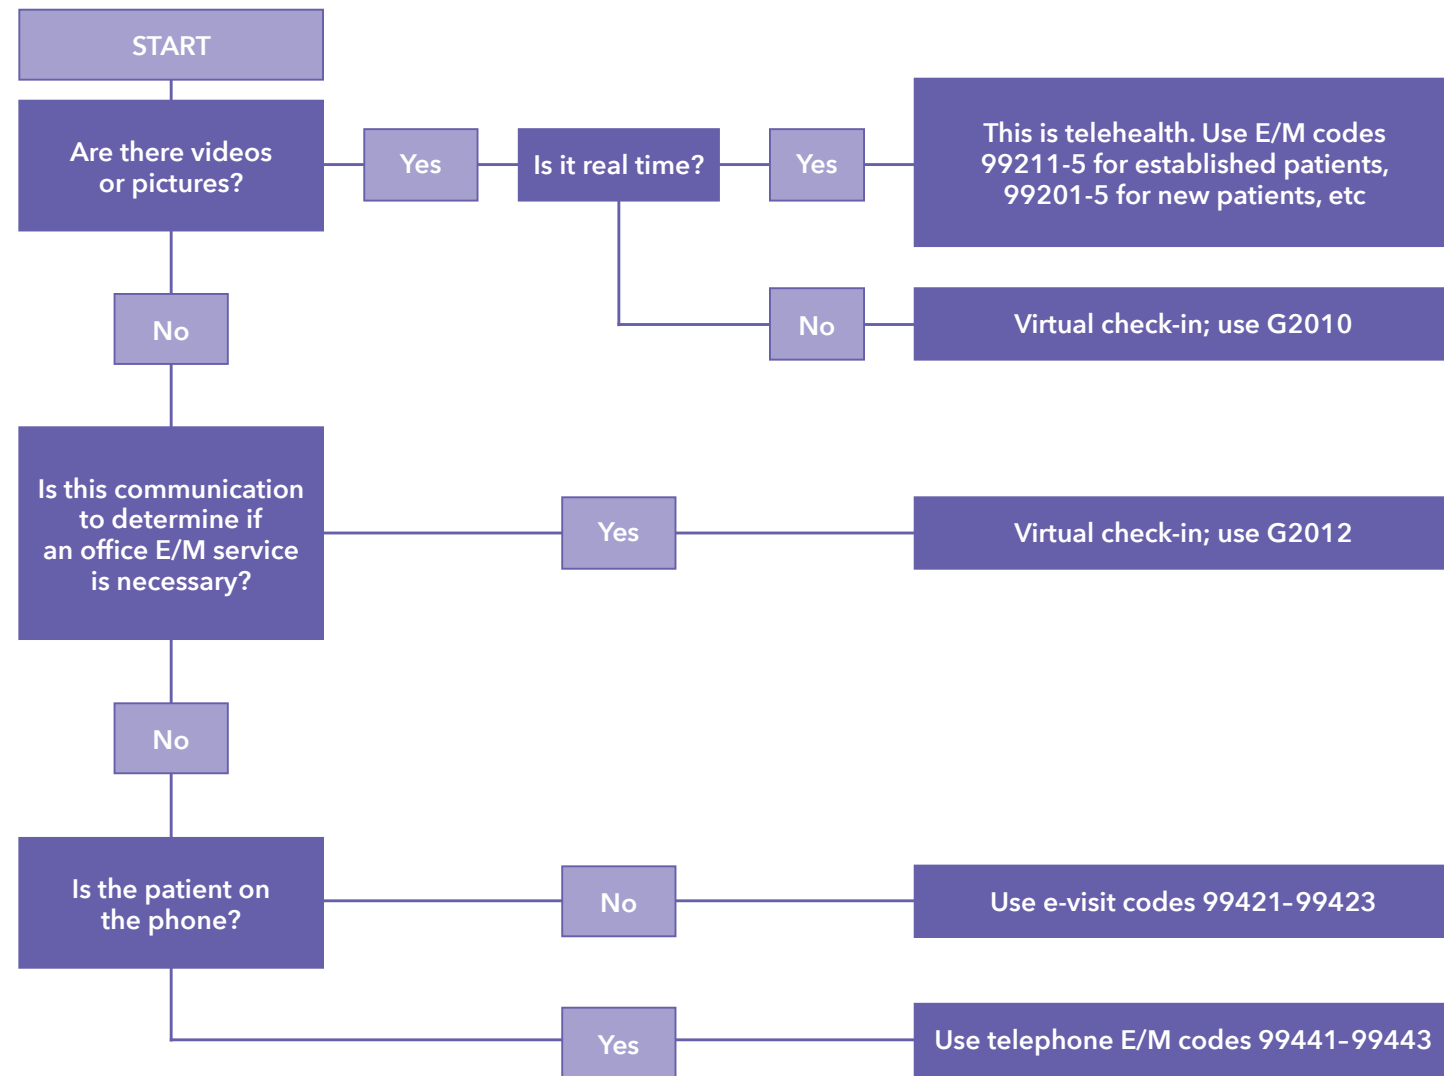 START
Are there videos
or pictures?
Yes
Is it real time?
Yes
This is telehealth. Use E/M codes
99211-5 for established patients,
99201-5 for new patients, etc
No
No
Virtual check-in; use G2010
Is this communication
to determine if
an office E/M service
is necessary?
Yes
Virtual check-in; use G2012
No
Is the patient on
the phone?
No
Use e-visit codes 99421–99423
Yes
Use telephone E/M codes 99441–99443